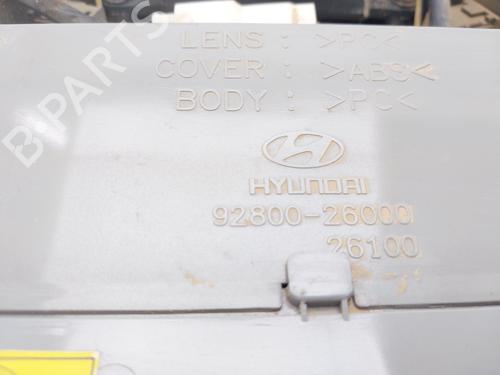 LENS : >PC<
COVER : >ABS<
BODY : >PC<
HYUNDAI
92800-26000
26100
B-PARTS